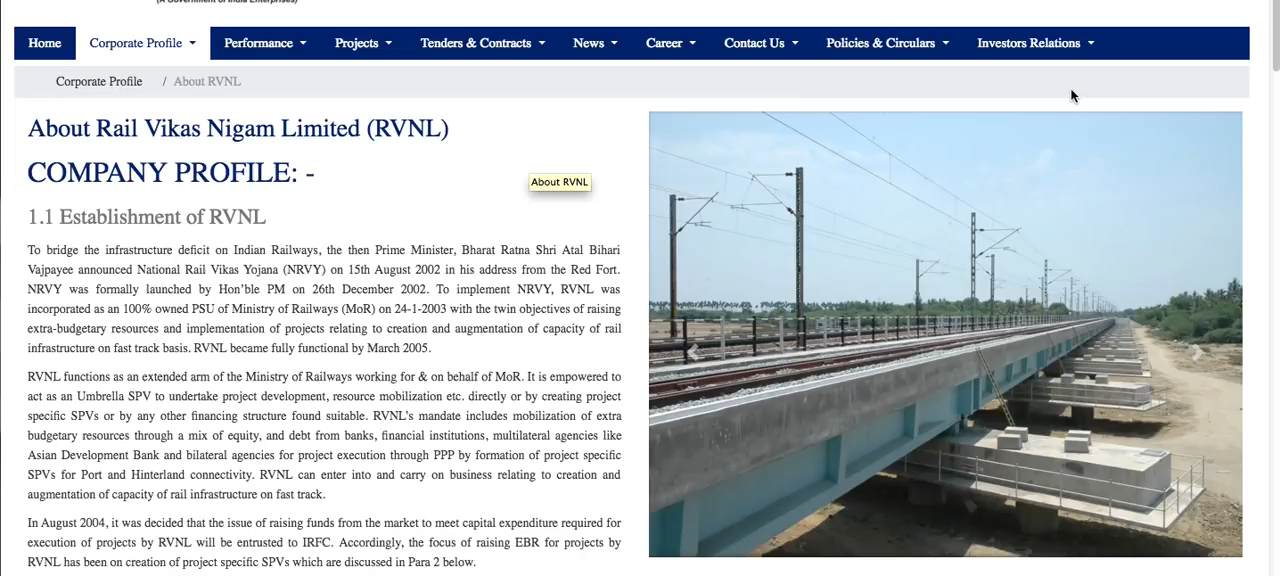 (A Government of India Enterprises)
Home Corporate Profile Performance Projects Tenders & Contracts News Career Contact Us Policies & Circulars Investors Relations
Corporate Profile / About RVNL
About Rail Vikas Nigam Limited (RVNL)
COMPANY PROFILE: -
About RVNL
1.1 Establishment of RVNL
To bridge the infrastructure deficit on Indian Railways, the then Prime Minister, Bharat Ratna Shri Atal Bihari
Vajpayee announced National Rail Vikas Yojana (NRVY) on 15th August 2002 in his address from the Red Fort.
NRVY was formally launched by Hon'ble PM on 26th December 2002. To implement NRVY, RVNL was
incorporated as an 100% owned PSU of Ministry of Railways (MoR) on 24-1-2003 with the twin objectives of raising
extra-budgetary resources and implementation of projects relating to creation and augmentation of capacity of rail
infrastructure on fast track basis. RVNL became fully functional by March 2005.
RVNL functions as an extended arm of the Ministry of Railways working for & on behalf of MoR. It is empowered to
act as an Umbrella SPV to undertake project development, resource mobilization etc. directly or by creating project
specific SPVs or by any other financing structure found suitable. RVNL's mandate includes mobilization of extra
budgetary resources through a mix of equity, and debt from banks, financial institutions, multilateral agencies like
Asian Development Bank and bilateral agencies for project execution through PPP by formation of project specific
SPVs for Port and Hinterland connectivity. RVNL can enter into and carry on business relating to creation and
augmentation of capacity of rail infrastructure on fast track.
In August 2004, it was decided that the issue of raising funds from the market to meet capital expenditure required for
execution of projects by RVNL will be entrusted to IRFC. Accordingly, the focus of raising EBR for projects by
RVNL has been on creation of project specific SPVs which are discussed in Para 2 below.